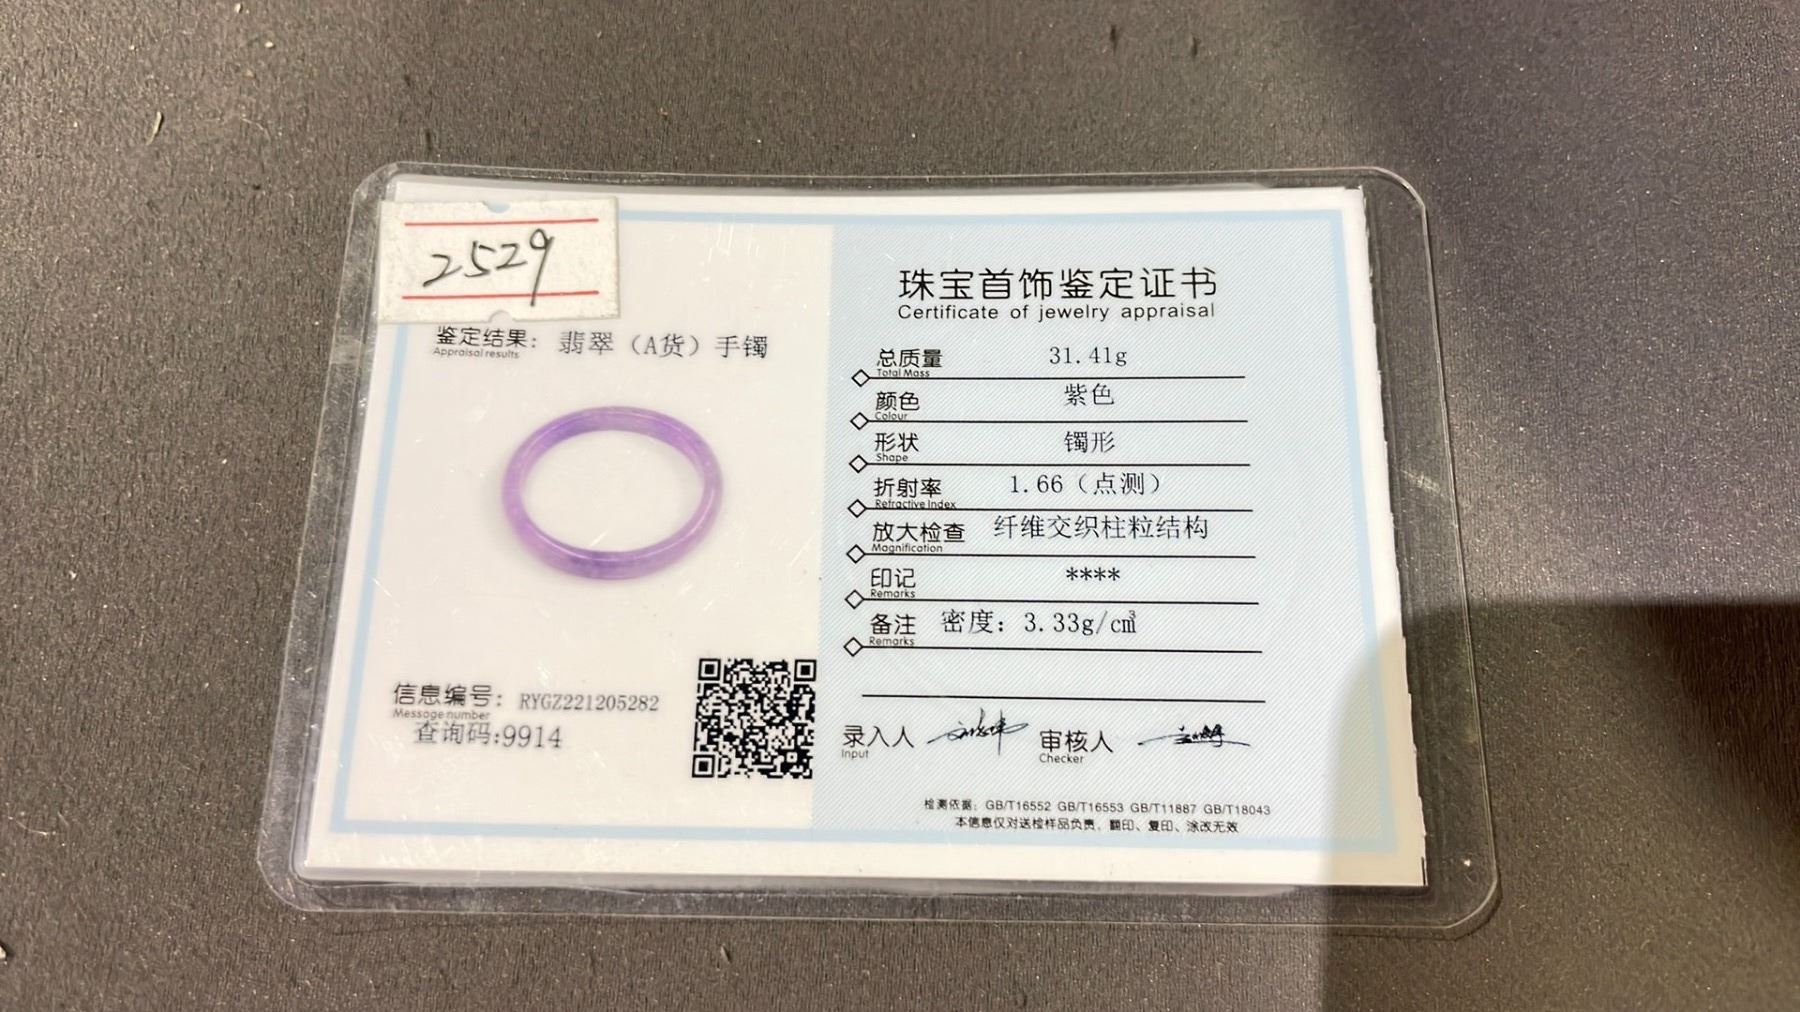 2529
鉴定结果：翡翠（A货）手镯
Appraisal results
信息编号：RYGZ221205282
Message number
查询码:9914
珠宝首饰鉴定证书
Certificate of jewelry appraisal
总质量 31.41g
Total Mass
颜色 紫色
Colour
形状 镯形
Shape
折射率 1.66（点测）
Refractive Index
放大检查 纤维交织柱粒结构
Magnification
印记 ****
Remarks
备注 密度：3.33g/cm³
Remarks
录入人 审核人
Input Checker
检测依据：GB/T16552 GB/T16553 GB/T11887 GB/T18043
本信息仅对送检样品负责，翻印、复印、涂改无效